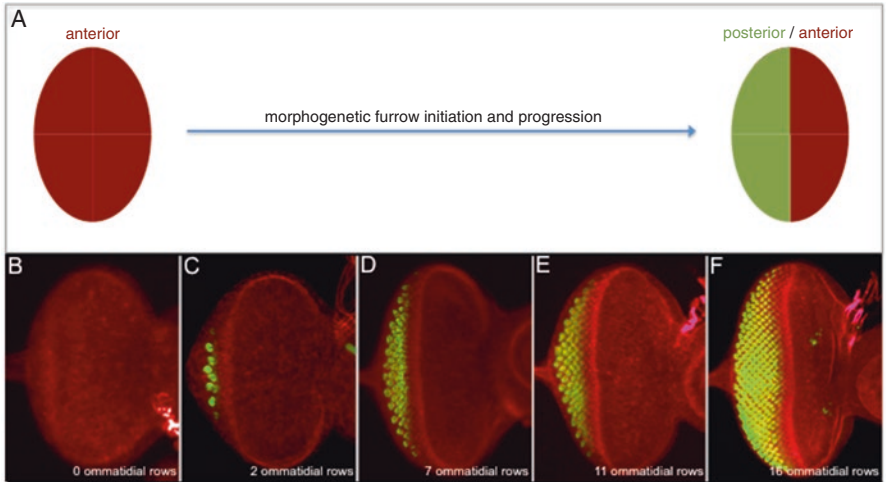 A
anterior
posterior / anterior
morphogenetic furrow initiation and progression
B
C
D
E
F
0 ommatidial rows
2 ommatidial rows
7 ommatidial rows
11 ommatidial rows
16 ommatidial rows